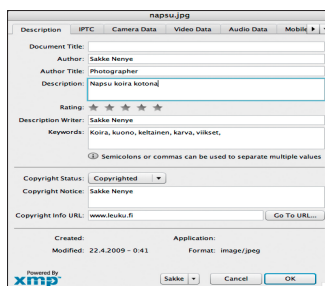 napsu.jpg
Description IPTC Camera Data Video Data Audio Data Mobile
Document Title:
Author: Sakke Nenye
Author Title: Photographer
Description: Napsu koira kotona
Rating:
Description Writer: Sakke Nenye
Keywords: Koira, kuono, keltainen, karva, viikset,
Semicolons or commas can be used to separate multiple values
Copyright Status: Copyrighted
Copyright Notice: Sakke Nenye
Copyright Info URL: www.leuku.fi Go To URL...
Created: Application:
Modified: 22.4.2009 - 0:41 Format: image/jpeg
Powered By
xmp Sakke Cancel OK